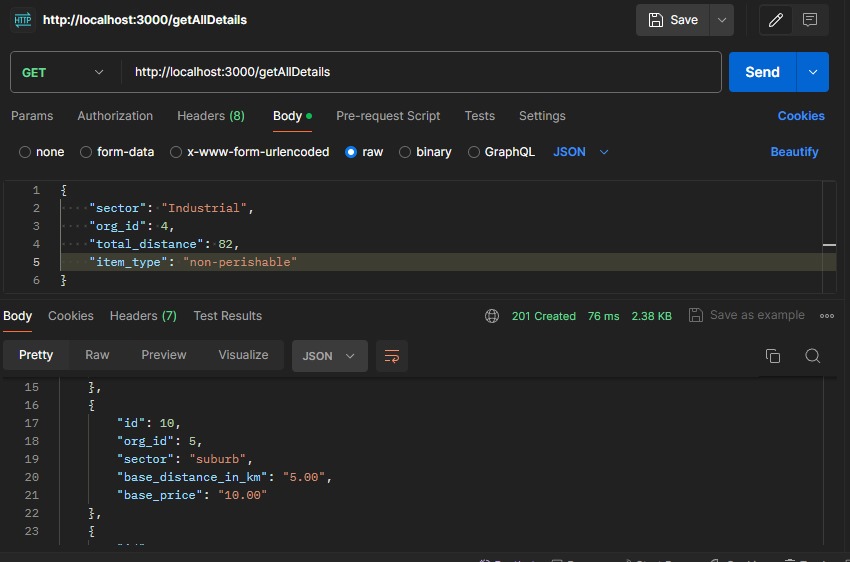 HTTP http://localhost:3000/getAllDetails Save
GET http://localhost:3000/getAllDetails Send
Params Authorization Headers (8) Body Pre-request Script Tests Settings Cookies
none form-data x-www-form-urlencoded raw binary GraphQL JSON Beautify
1 {
2 "sector": "Industrial",
3 "org_id": 4,
4 "total_distance": 82,
5 "item_type": "non-perishable"
6 }
Body Cookies Headers (7) Test Results 201 Created 76 ms 2.38 KB Save as example
Pretty Raw Preview Visualize JSON
15 },
16 {
17 "id": 10,
18 "org_id": 5,
19 "sector": "suburb",
20 "base_distance_in_km": "5.00",
21 "base_price": "10.00"
22 },
23 {